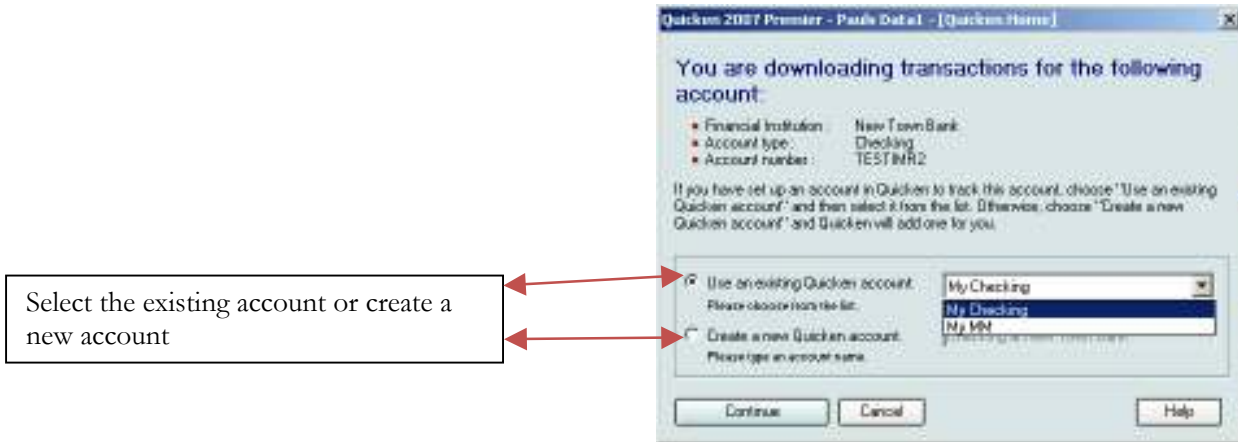 Quicken 2007 Premier - Pauls Data1 - [Quicken Home]
You are downloading transactions for the following
account:
Financial Institution : New Town Bank
Account type : Checking
Account number : TESTIMR2
If you have set up an account in Quicken to track this account, choose "Use an existing
Quicken account" and then select it from the list. Otherwise, choose "Create a new
Quicken account" and Quicken will add one for you.
Use an existing Quicken account. My Checking
Please choose from the list. My Checking
My MM
Create a new Quicken account.
Please type an account name.
Select the existing account or create a
new account
Continue Cancel Help